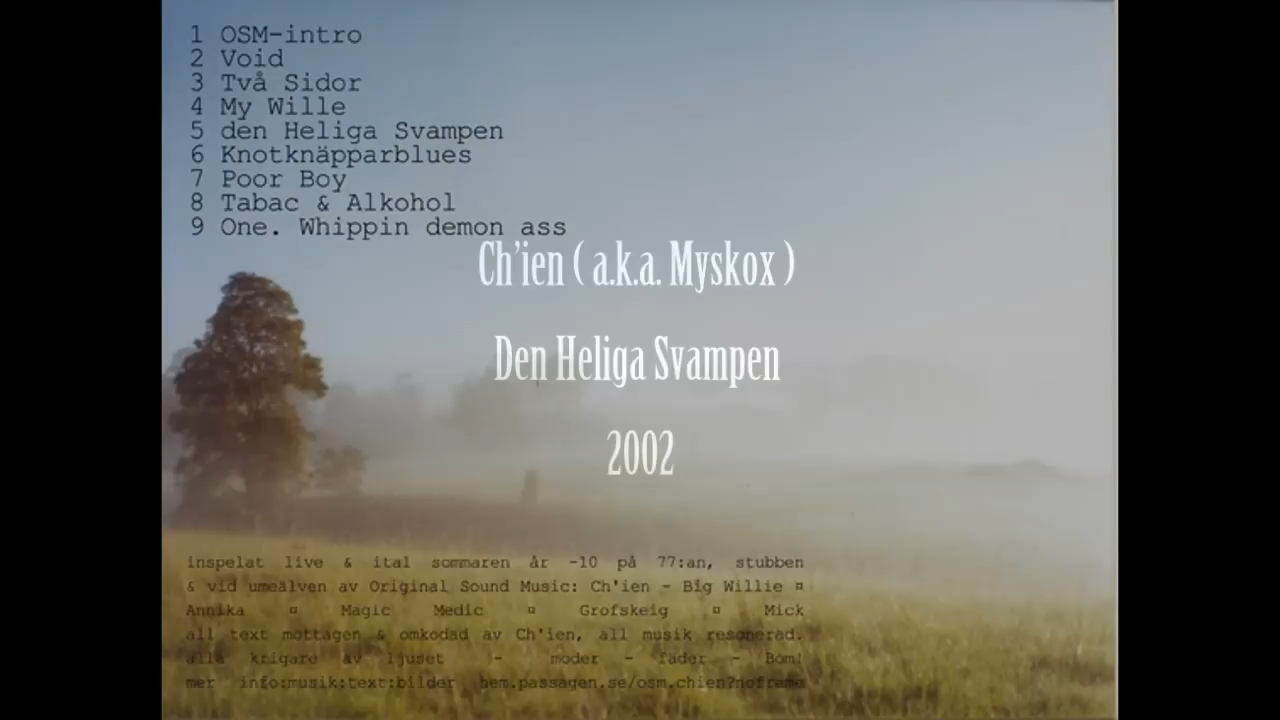 1 OSM-intro
2 Void
3 Två Sidor
4 My Wille
5 den Heliga Svampen
6 Knotknäpparblues
7 Poor Boy
8 Tabac & Alkohol
9 One. Whippin demon ass
Ch'ien ( a.k.a. Myskox )
Den Heliga Svampen
2002
inspelat live & ital sommaren år -10 på 77:an, stubben
& vid umeälven av Original Sound Music: Ch'ien - Big Willie ¤
Annika ¤ Magic Medic ¤ Grofskeig ¤ Mick
all text mottagen & omkodad av Ch'ien, all musik resonerad.
alla krigare av ljuset - moder - fader - Bom!
mer info:musik:text:bilder hem.passagen.se/osm.chien?noframe